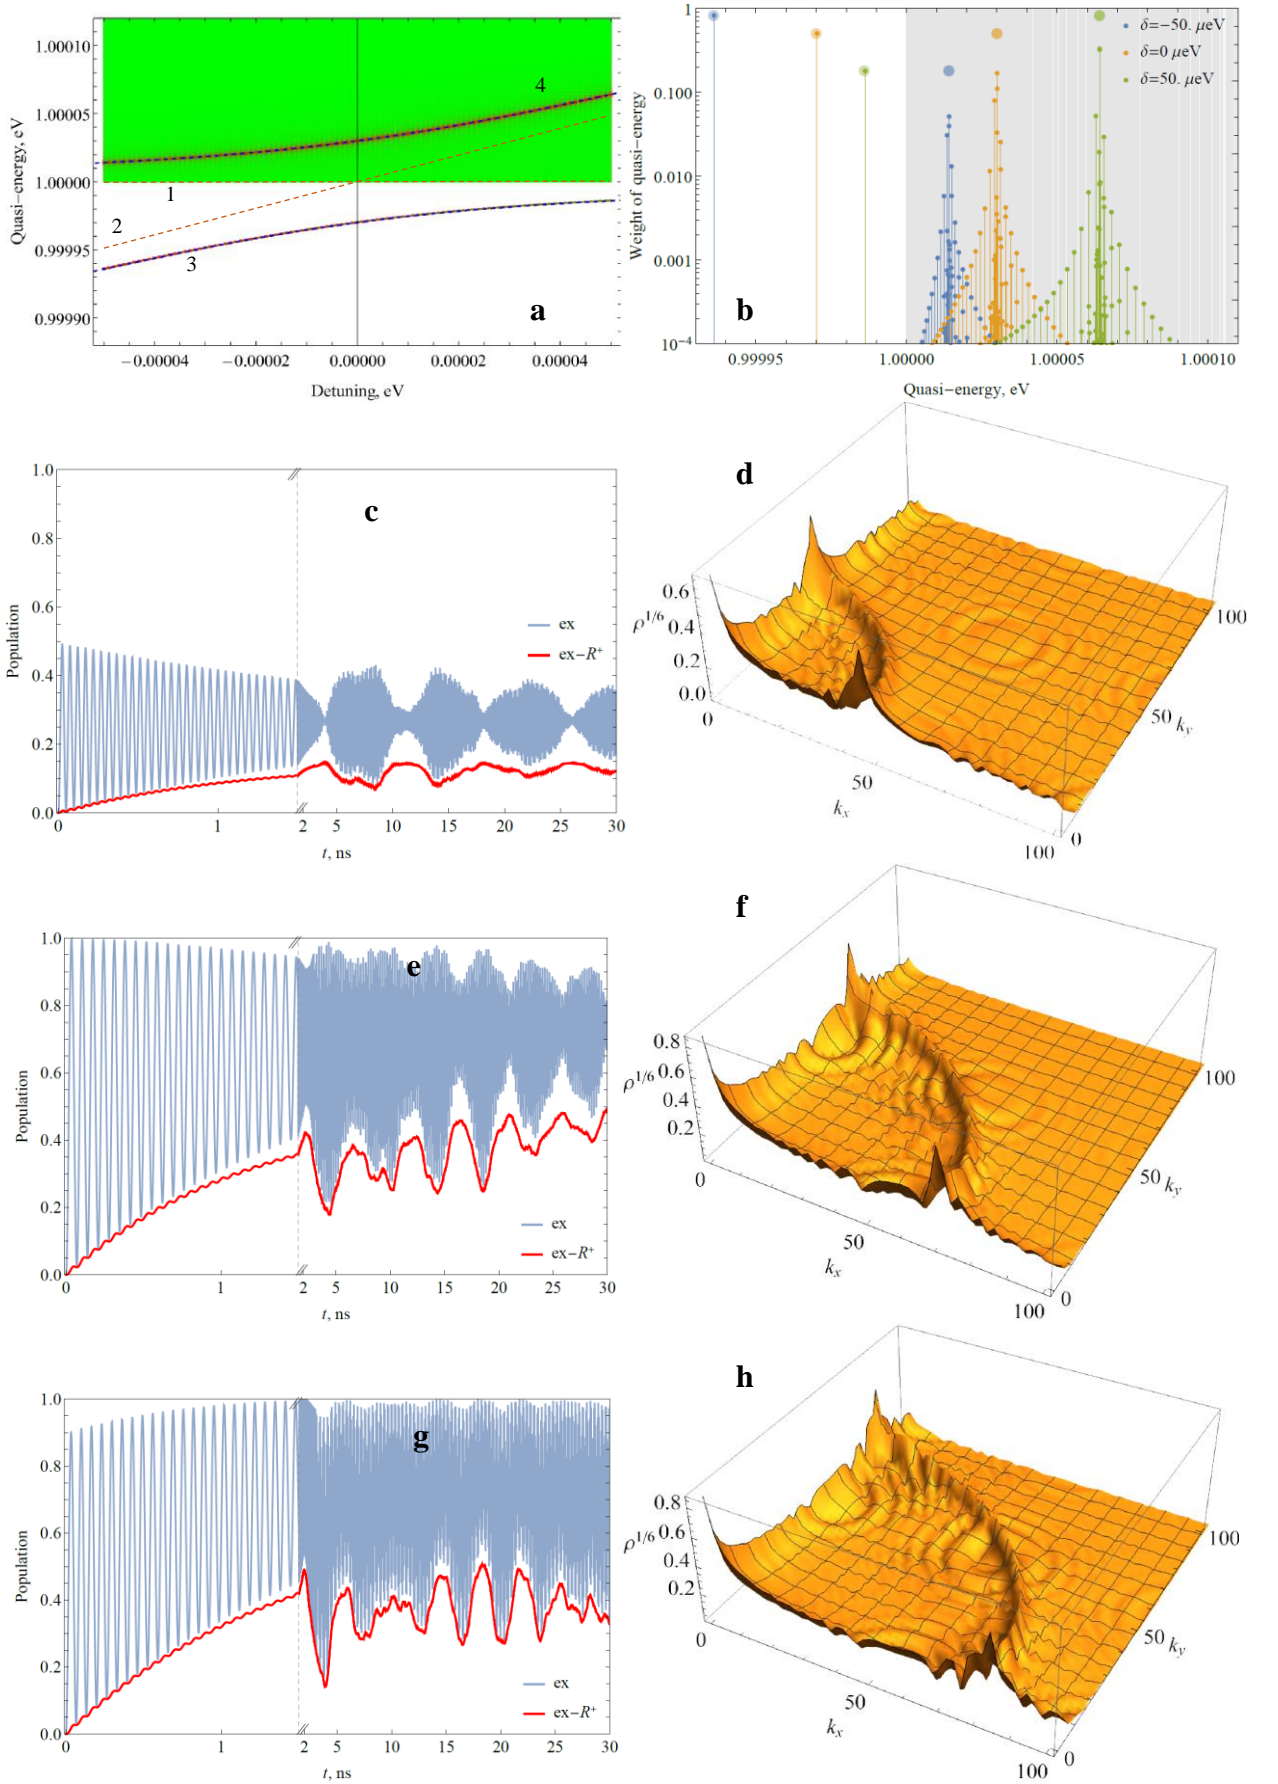 1.00010
1.00005
1.00000
0.99995
0.99990
Quasi−energy, eV
1
2
3
4
a
−0.00004
−0.00002
0.00000
0.00002
0.00004
Detuning, eV
1
0.100
0.010
0.001
10⁻⁴
Weight of quasi−energy
δ=−50. μeV
δ=0 μeV
δ=50. μeV
b
0.99995
1.00000
1.00005
1.00010
Quasi−energy, eV
1.0
0.8
0.6
0.4
0.2
0.0
Population
c
ex
ex−R⁺
0
1
2
5
10
15
20
25
30
t, ns
d
0.6
0.4
0.2
0.0
ρ^1/6
0
50
100
kₓ
0
50
100
k_y
1.0
0.8
0.6
0.4
0.2
0.0
Population
e
ex
ex−R⁺
0
1
2
5
10
15
20
25
30
t, ns
f
0.8
0.6
0.4
0.2
ρ^1/6
0
50
100
kₓ
0
50
100
k_y
1.0
0.8
0.6
0.4
0.2
0.0
Population
g
ex
ex−R⁺
0
1
2
5
10
15
20
25
30
t, ns
h
0.8
0.6
0.4
0.2
ρ^1/6
0
50
100
kₓ
0
50
100
k_y